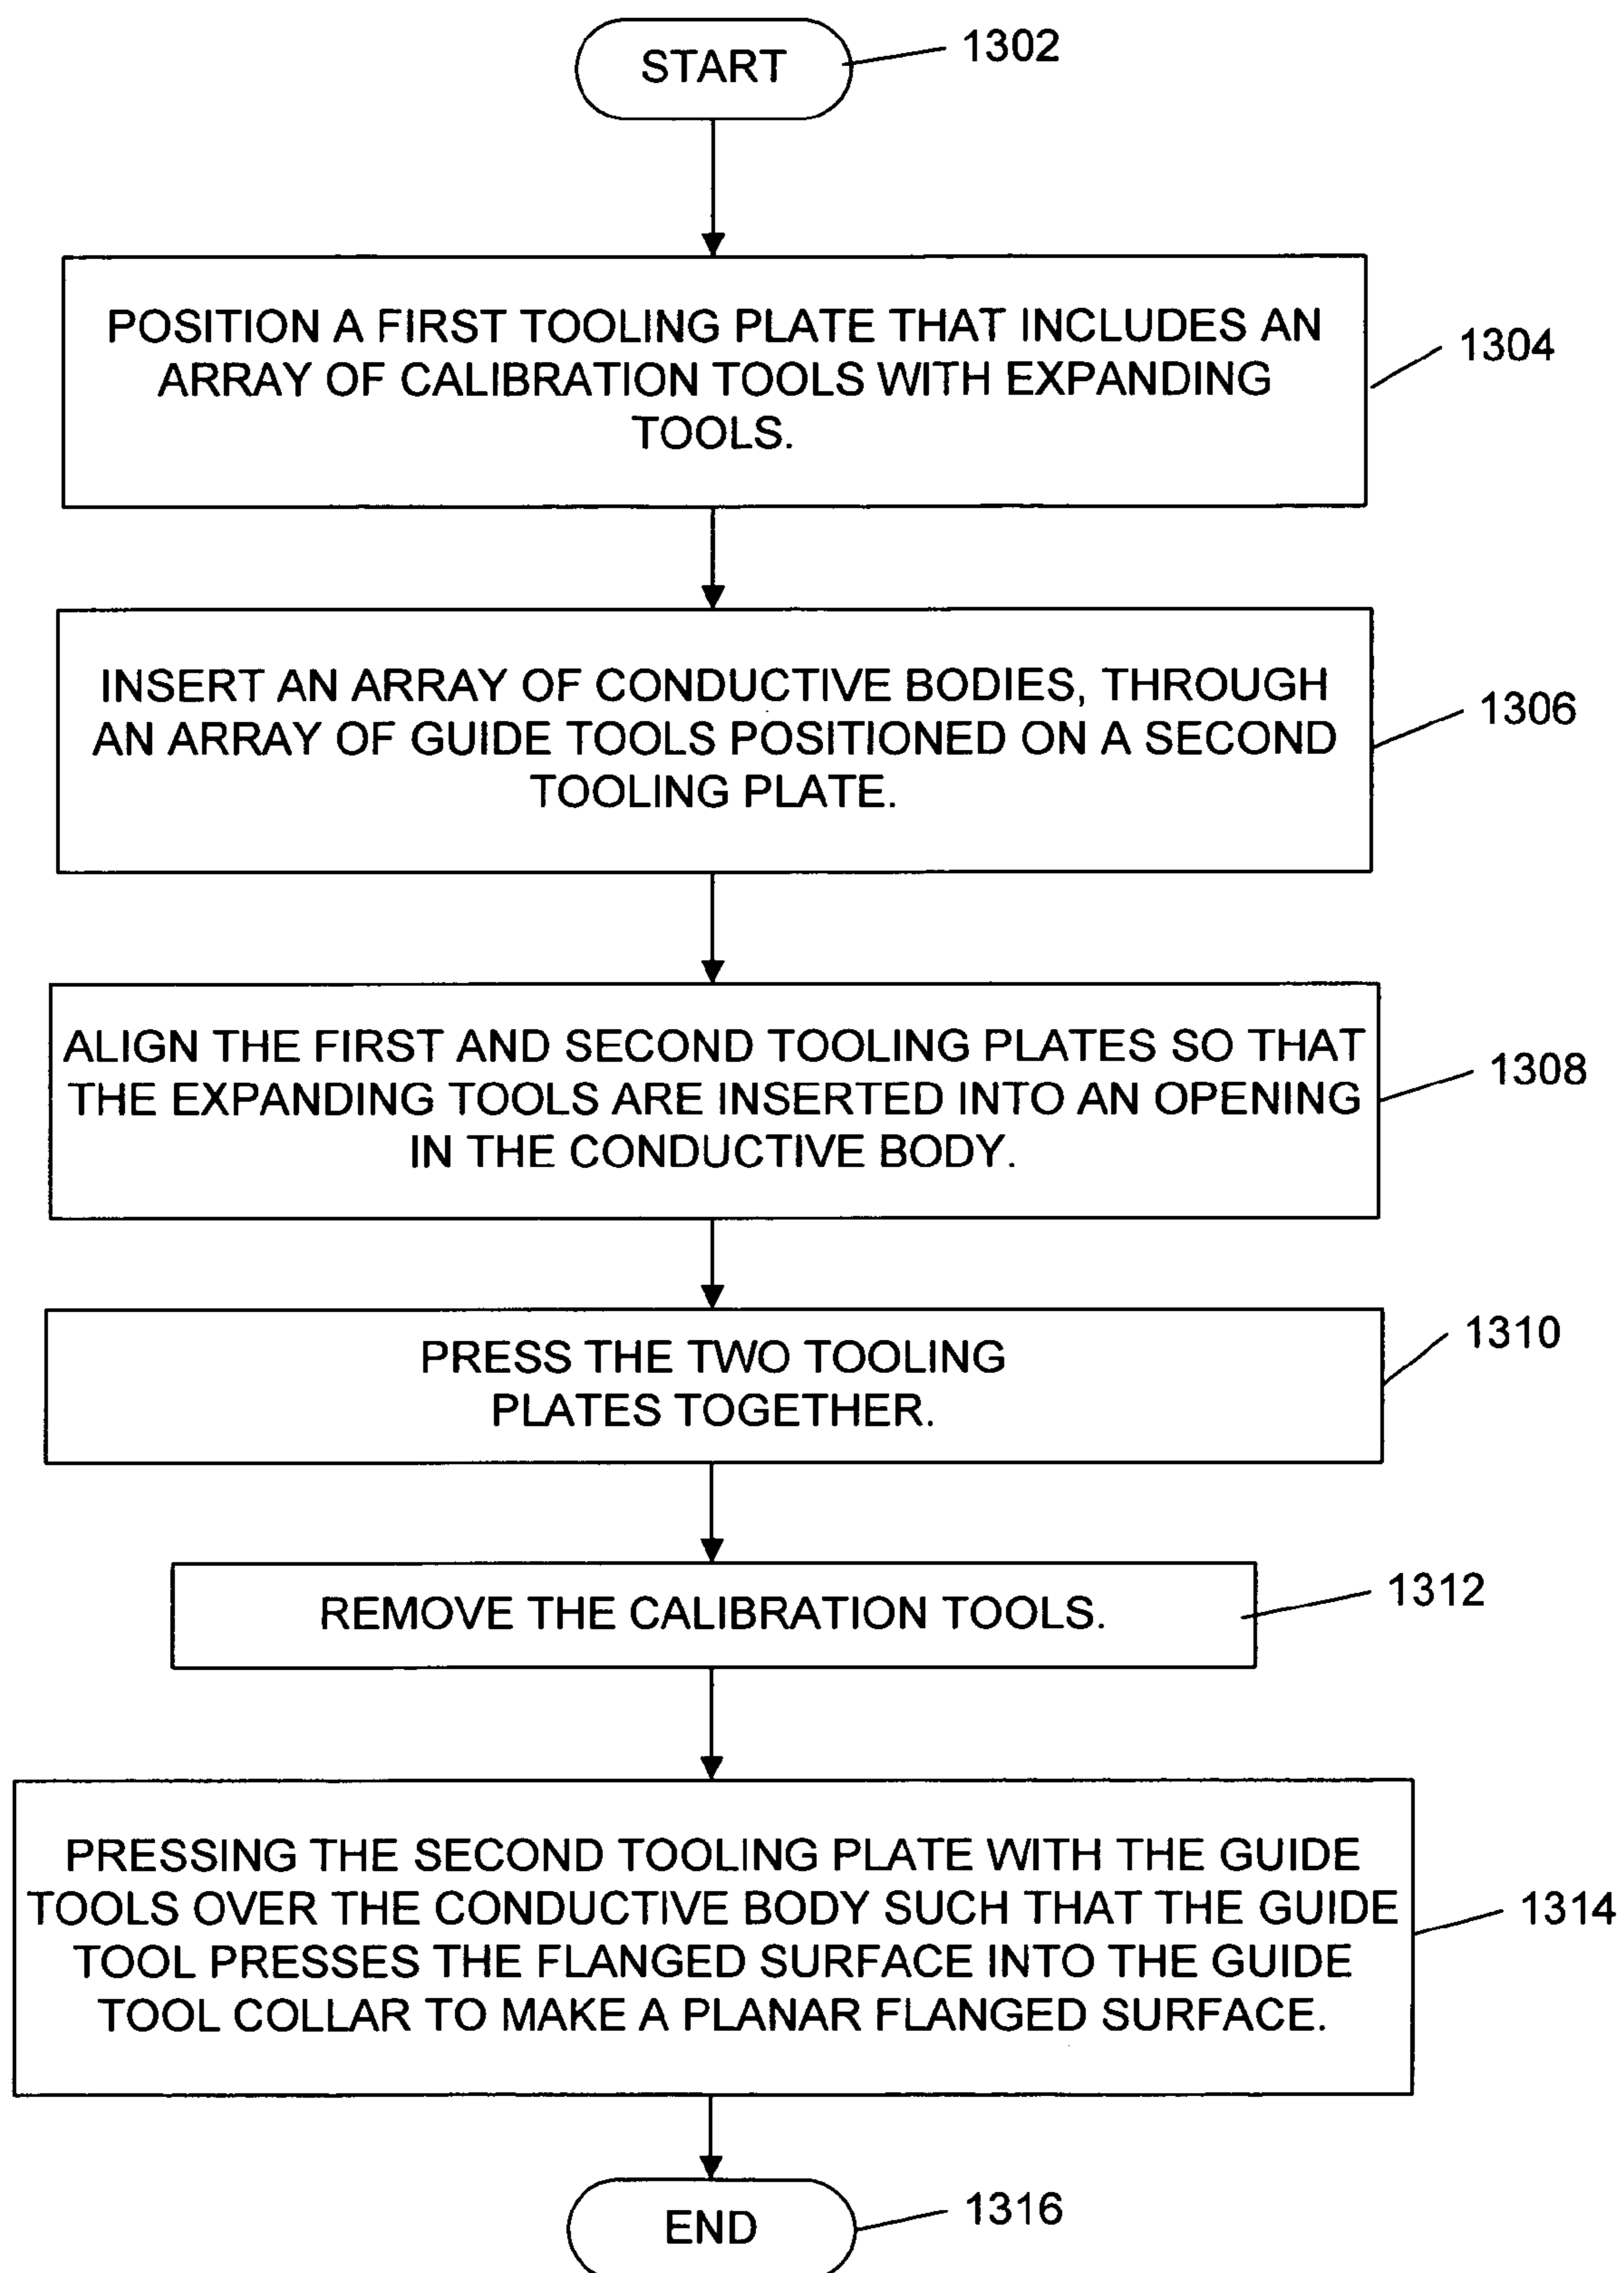 START
1302
POSITION A FIRST TOOLING PLATE THAT INCLUDES AN
ARRAY OF CALIBRATION TOOLS WITH EXPANDING
TOOLS.
1304
INSERT AN ARRAY OF CONDUCTIVE BODIES, THROUGH
AN ARRAY OF GUIDE TOOLS POSITIONED ON A SECOND
TOOLING PLATE.
1306
ALIGN THE FIRST AND SECOND TOOLING PLATES SO THAT
THE EXPANDING TOOLS ARE INSERTED INTO AN OPENING
IN THE CONDUCTIVE BODY.
1308
PRESS THE TWO TOOLING
PLATES TOGETHER.
1310
REMOVE THE CALIBRATION TOOLS.
1312
PRESSING THE SECOND TOOLING PLATE WITH THE GUIDE
TOOLS OVER THE CONDUCTIVE BODY SUCH THAT THE GUIDE
TOOL PRESSES THE FLANGED SURFACE INTO THE GUIDE
TOOL COLLAR TO MAKE A PLANAR FLANGED SURFACE.
1314
END
1316